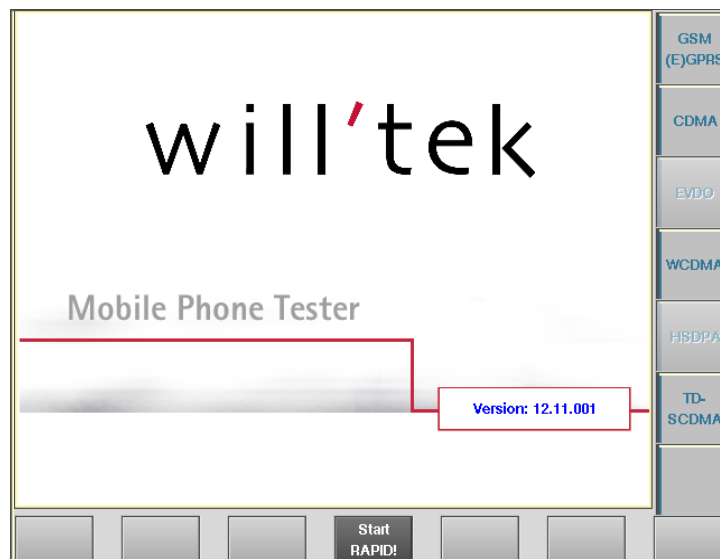 will'tek
Mobile Phone Tester
Version: 12.11.001
GSM
(E)GPRS
CDMA
EVDO
WCDMA
HSDPA
TD-
SCDMA
Start
RAPID!